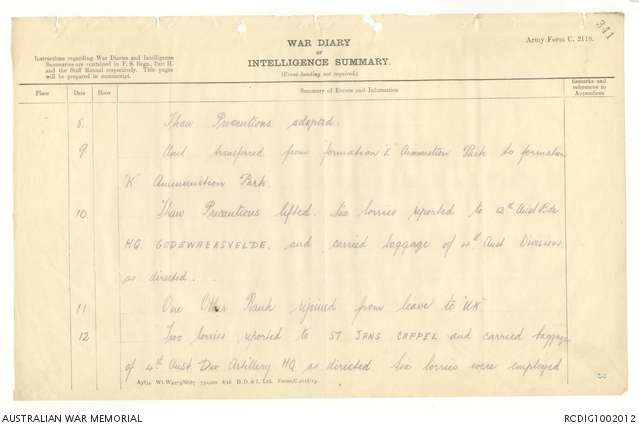 341
WAR DIARY
or
INTELLIGENCE SUMMARY.
(Erase heading not required.)
Army Form C. 2118.
Instructions regarding War Diaries and Intelligence
Summaries are contained in F. S. Regs., Part II.
and the Staff Manual respectively. Title pages
will be prepared in manuscript.
Place Date Hour Summary of Events and Information Remarks and
references to
Appendices
8. Thaw Precautions adopted.
9 Unit transferred from formation "L" Ammunition Park to formation
"K" Ammunition Park.
10 Thaw Precautions lifted. Six lorries reported to 12th Aust Bde
HQ GODEWAERSVELDE, and carried baggage of 4th Aust Divisions
as directed.
11 One Other Rank rejoined from leave to "UK"
12 Two lorries reported to ST JANS CAPPEL and carried baggage
of 4th Aust Div Artillery HQ as directed Six lorries were employed
D. D. & L. Ltd.
AUSTRALIAN WAR MEMORIAL
RCDIG1002012